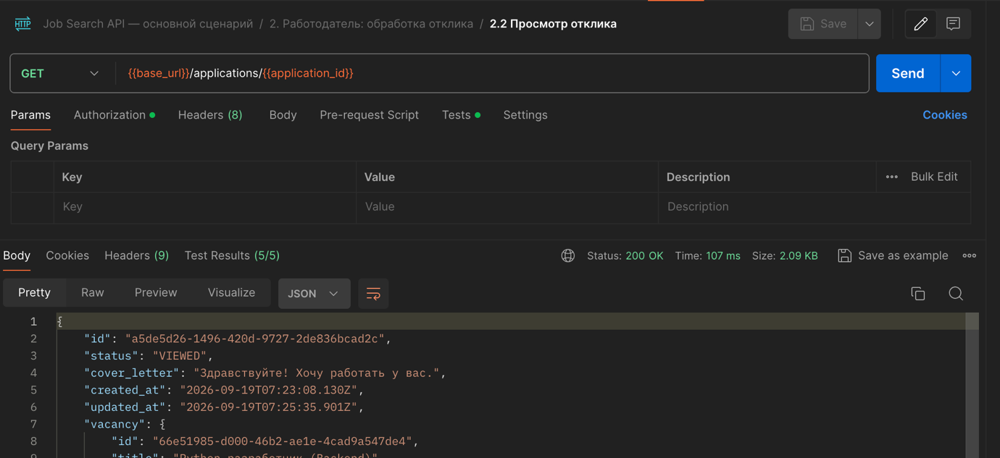 HTTP Job Search API — основной сценарий / 2. Работодатель: обработка отклика / 2.2 Просмотр отклика Save
GET {{base_url}}/applications/{{application_id}} Send
Params Authorization Headers (8) Body Pre-request Script Tests Settings Cookies
Query Params
Key Value Description ••• Bulk Edit
Key Value Description
Body Cookies Headers (9) Test Results (5/5) Status: 200 OK Time: 107 ms Size: 2.09 KB Save as example •••
Pretty Raw Preview Visualize JSON
1 {
2 "id": "a5de5d26-1496-420d-9727-2de836bcad2c",
3 "status": "VIEWED",
4 "cover_letter": "Здравствуйте! Хочу работать у вас.",
5 "created_at": "2026-09-19T07:23:08.130Z",
6 "updated_at": "2026-09-19T07:25:35.901Z",
7 "vacancy": {
8 "id": "66e51985-d000-46b2-ae1e-4cad9a547de4",
9 "title": "Python-разработчик (Backend)",